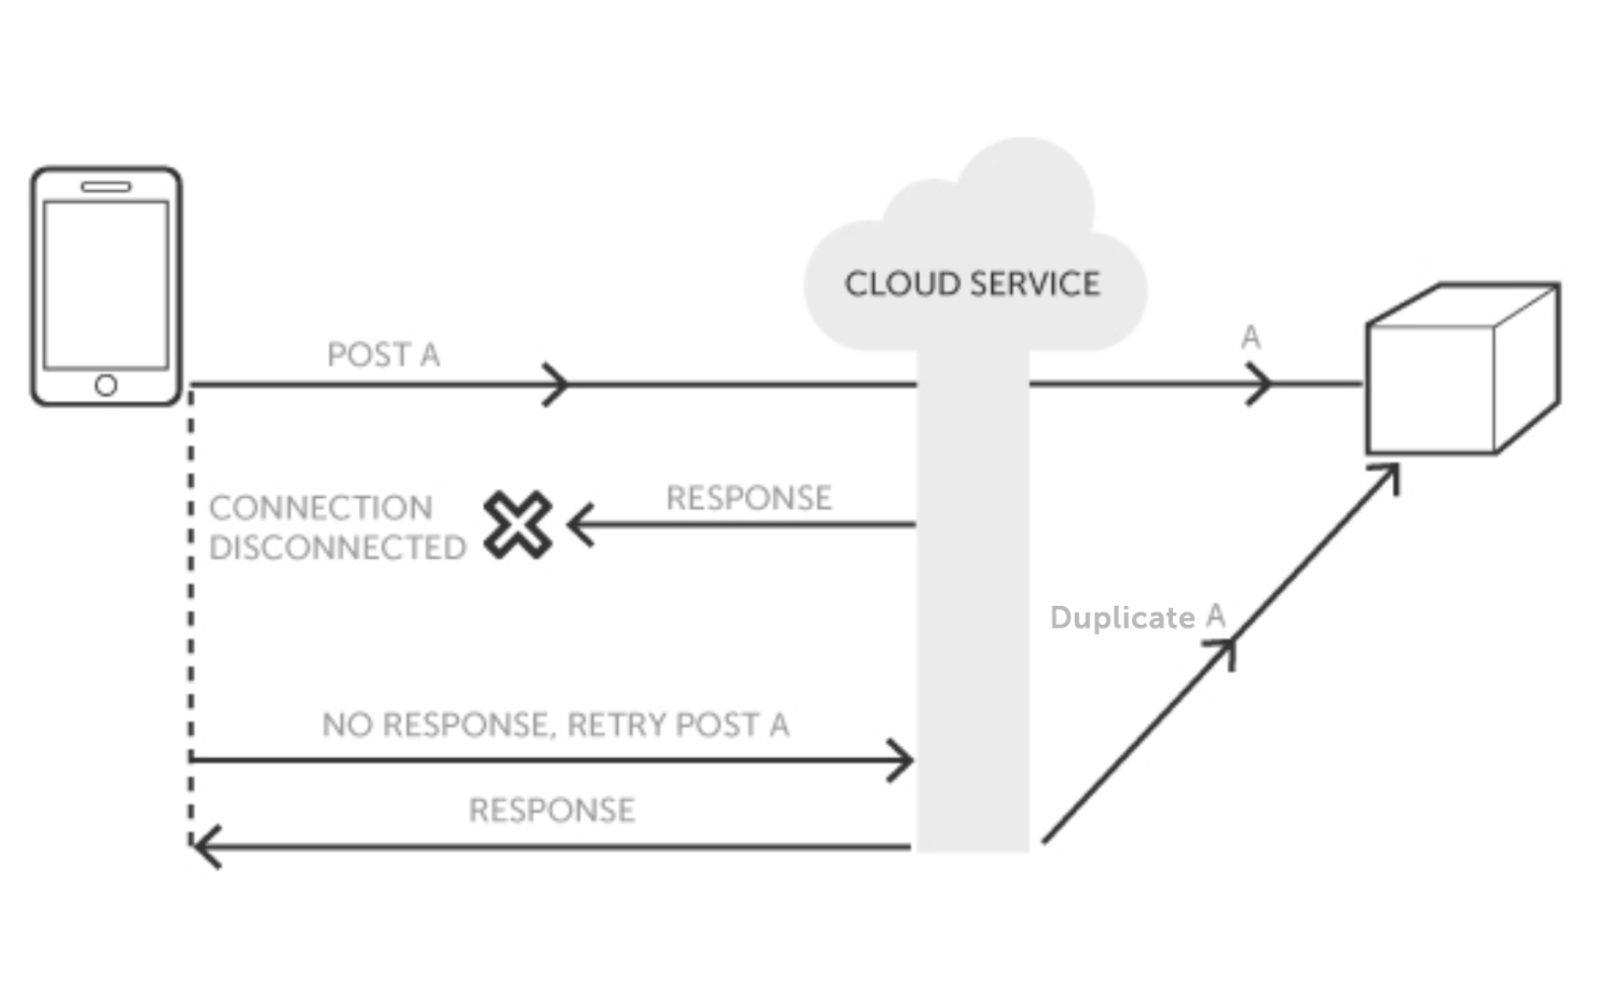 CLOUD SERVICE
POST A
A
CONNECTION
DISCONNECTED
RESPONSE
Duplicate A
NO RESPONSE, RETRY POST A
RESPONSE